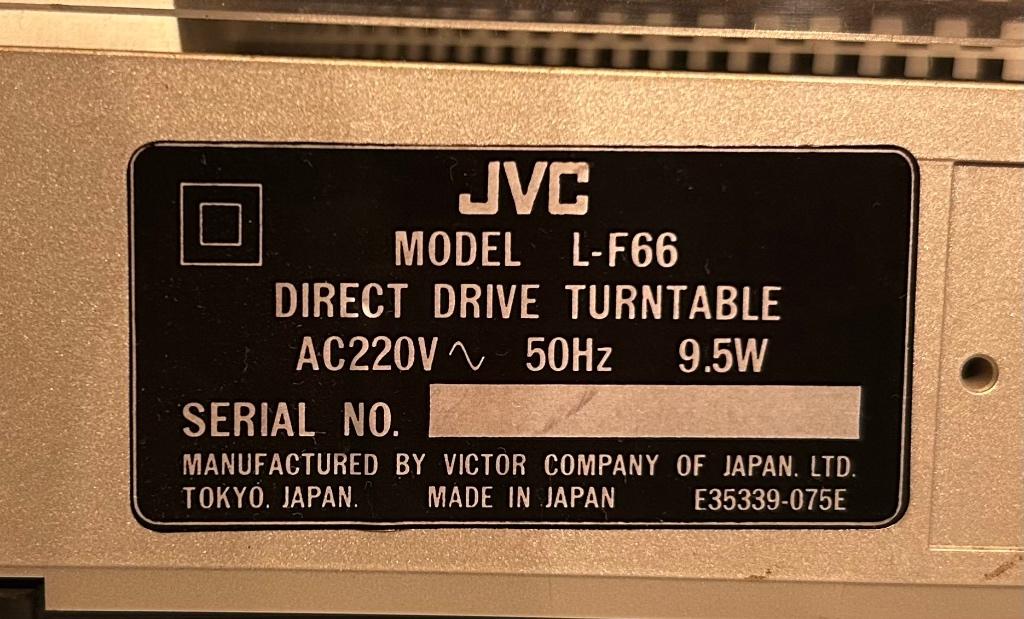 JVC
MODEL L-F66
DIRECT DRIVE TURNTABLE
AC220V ∿ 50Hz 9.5W
SERIAL NO.
MANUFACTURED BY VICTOR COMPANY OF JAPAN. LTD.
TOKYO. JAPAN. MADE IN JAPAN E35339-075E